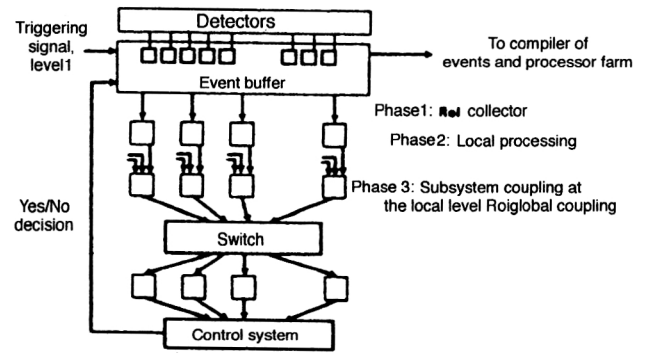 Detectors
Triggering
signal,
level1
To compiler of
events and processor farm
Event buffer
Phase1: RoI collector
Phase2: Local processing
Phase 3: Subsystem coupling at
the local level Roiglobal coupling
Yes/No
decision
Switch
Control system